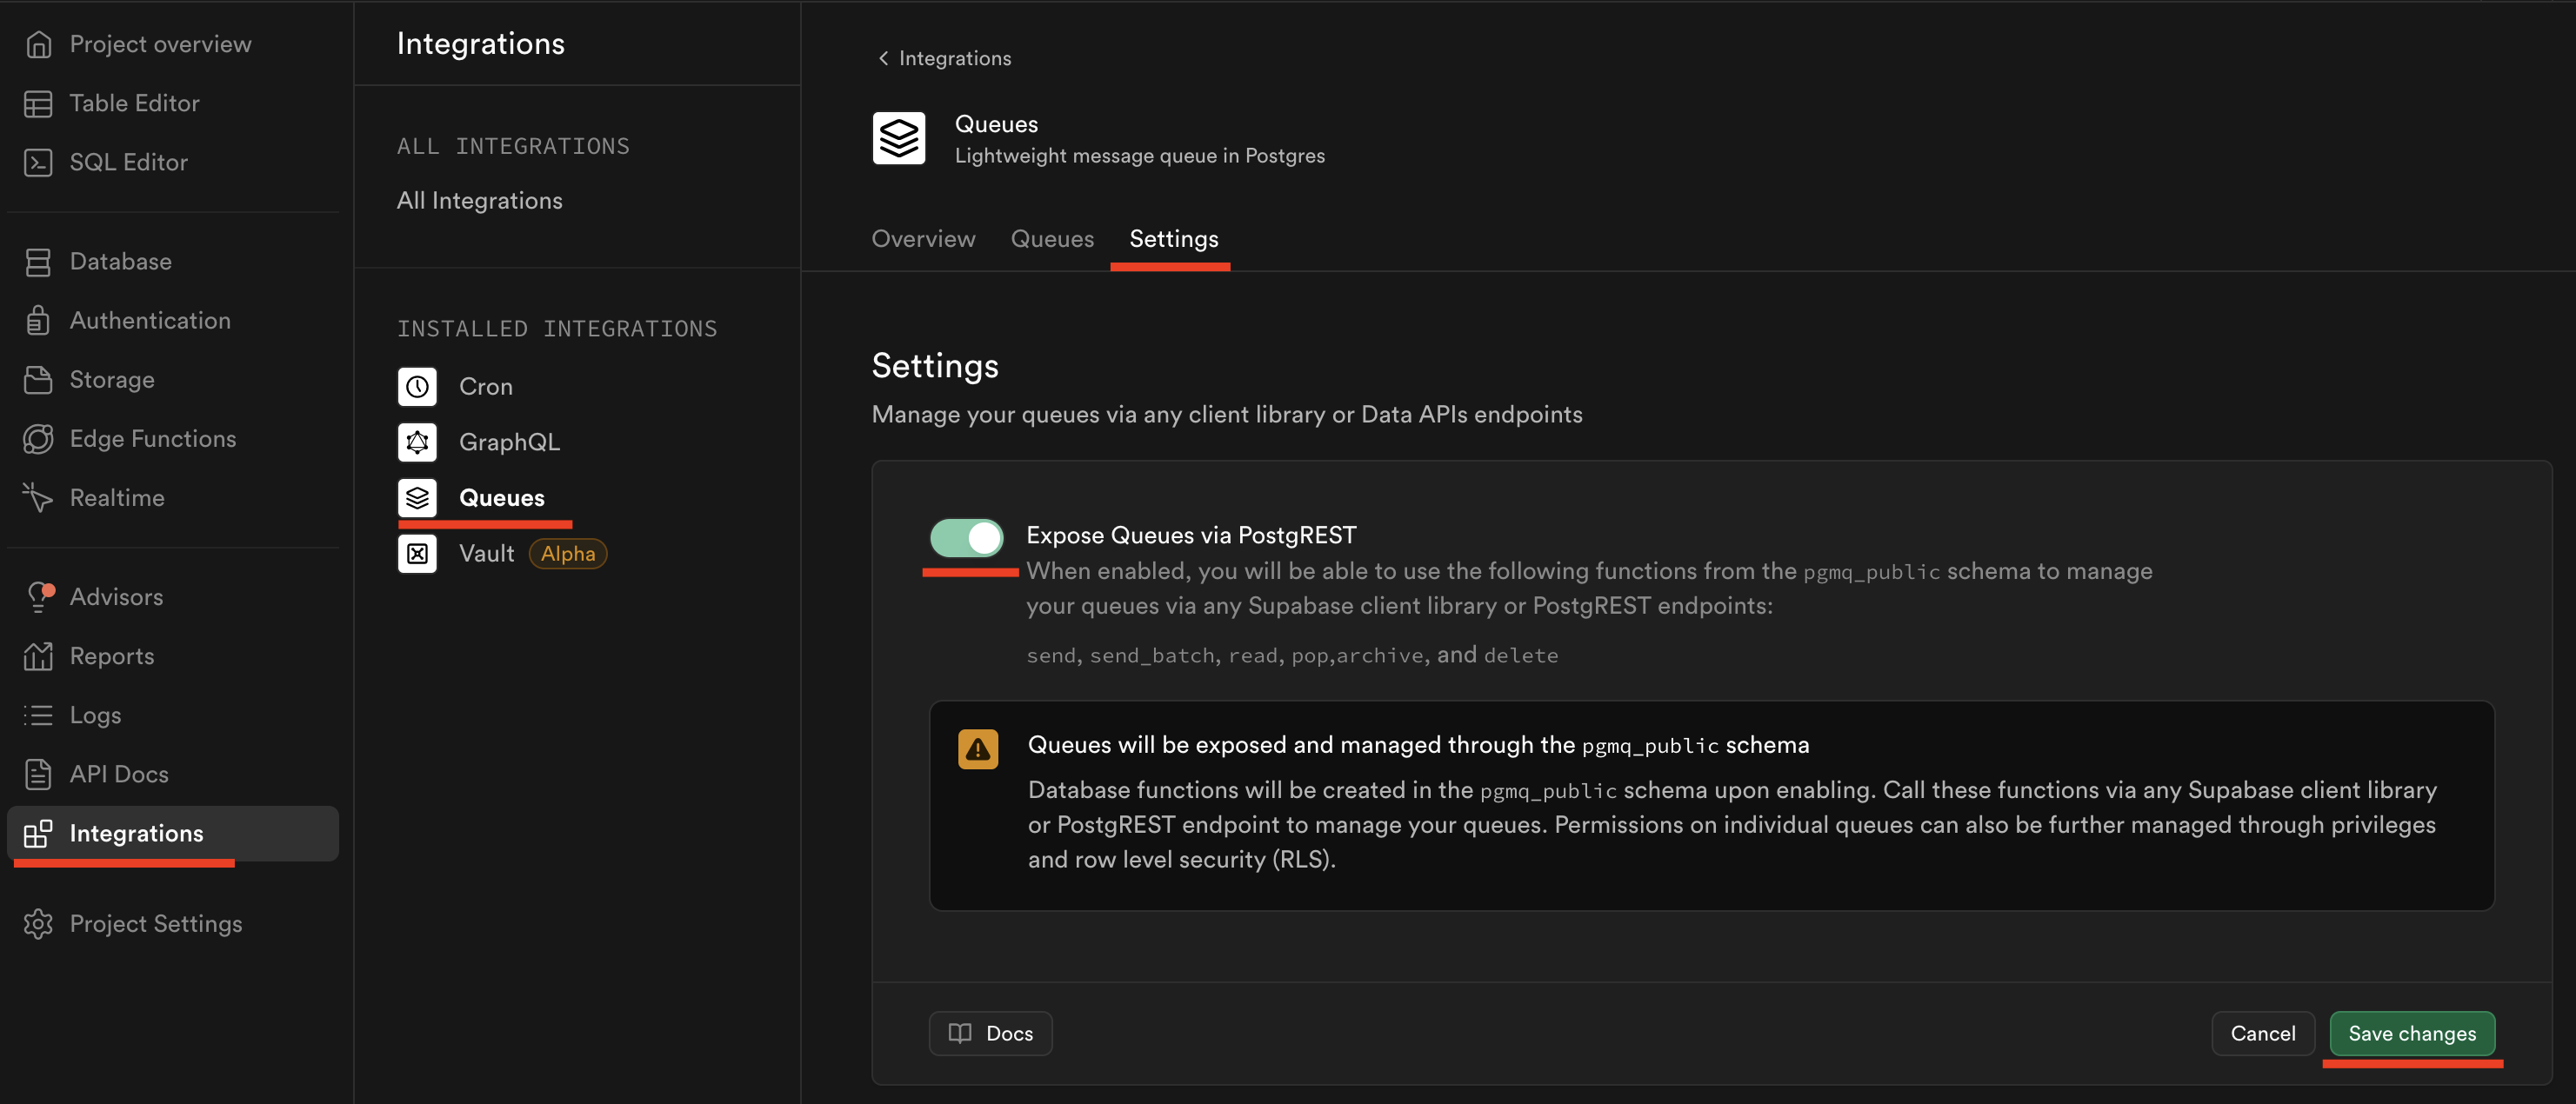 Project overview
Table Editor
SQL Editor
Database
Authentication
Storage
Edge Functions
Realtime
Advisors
Reports
Logs
API Docs
Integrations
Project Settings
Integrations
ALL INTEGRATIONS
All Integrations
INSTALLED INTEGRATIONS
Cron
GraphQL
Queues
Vault Alpha
Integrations
Queues
Lightweight message queue in Postgres
Overview Queues Settings
Settings
Manage your queues via any client library or Data APIs endpoints
Expose Queues via PostgREST
When enabled, you will be able to use the following functions from the pgmq_public schema to manage
your queues via any Supabase client library or PostgREST endpoints:
send, send_batch, read, pop,archive, and delete
Queues will be exposed and managed through the pgmq_public schema
Database functions will be created in the pgmq_public schema upon enabling. Call these functions via any Supabase client library
or PostgREST endpoint to manage your queues. Permissions on individual queues can also be further managed through privileges
and row level security (RLS).
Docs
Cancel
Save changes